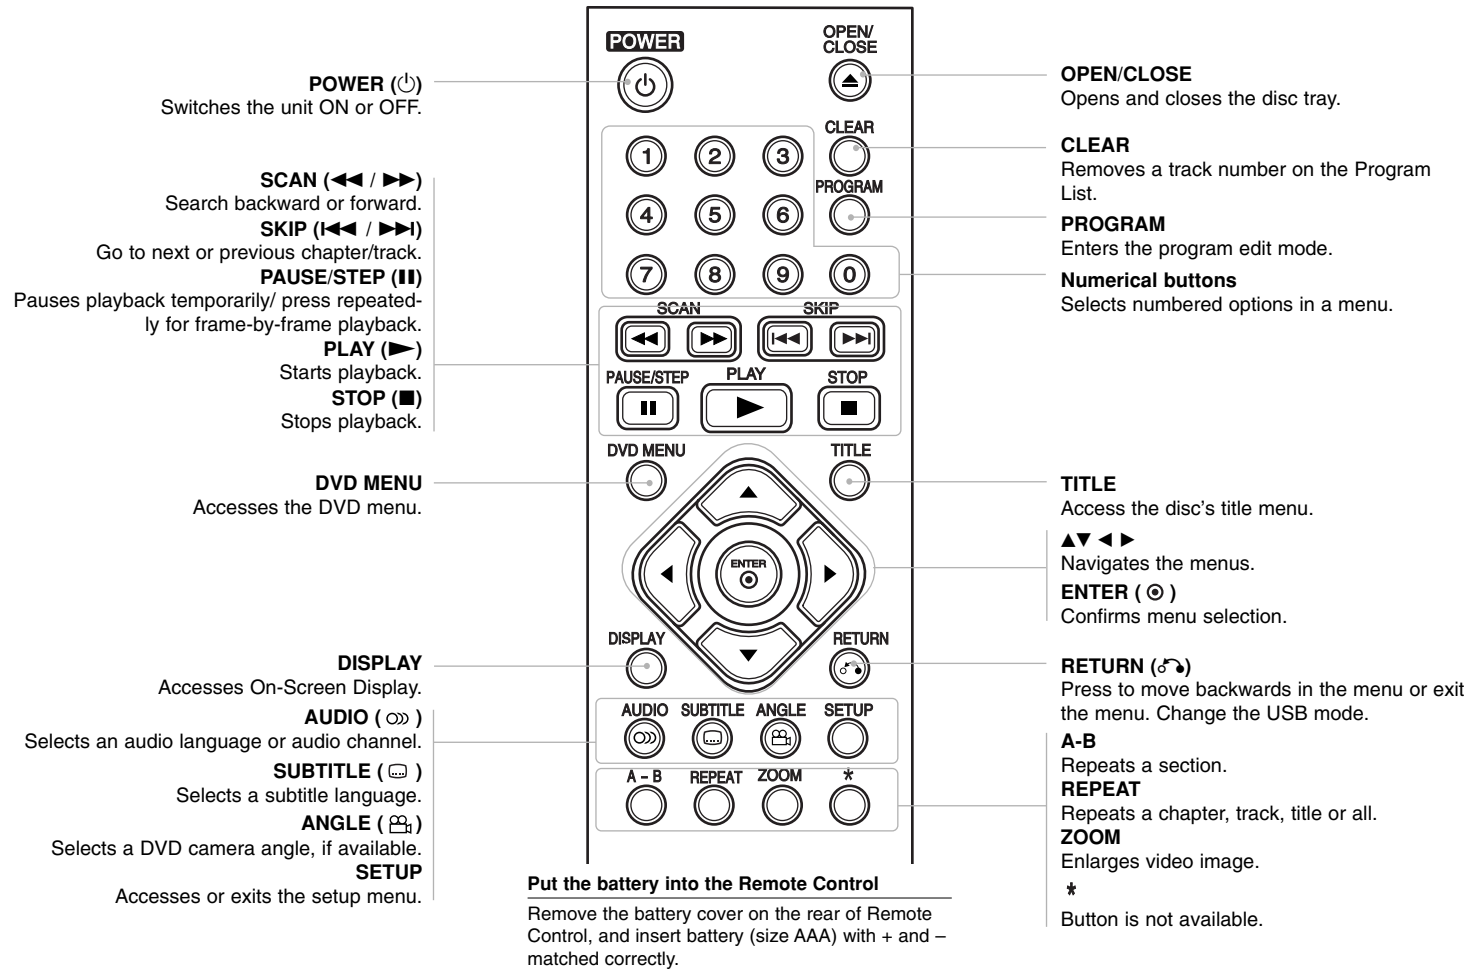 POWER (⏻)
Switches the unit ON or OFF.
SCAN (◀◀ / ▶▶)
Search backward or forward.
SKIP (I◀◀ / ▶▶I)
Go to next or previous chapter/track.
PAUSE/STEP (❚❚)
Pauses playback temporarily/ press repeated-
ly for frame-by-frame playback.
PLAY (▶)
Starts playback.
STOP (■)
Stops playback.
DVD MENU
Accesses the DVD menu.
DISPLAY
Accesses On-Screen Display.
AUDIO ( )
Selects an audio language or audio channel.
SUBTITLE ( )
Selects a subtitle language.
ANGLE ( )
Selects a DVD camera angle, if available.
SETUP
Accesses or exits the setup menu.
POWER
OPEN/
CLOSE
CLEAR
1 2 3
PROGRAM
4 5 6
7 8 9 0
SCAN SKIP
PAUSE/STEP PLAY STOP
DVD MENU TITLE
ENTER
DISPLAY RETURN
AUDIO SUBTITLE ANGLE SETUP
A – B REPEAT ZOOM *
OPEN/CLOSE
Opens and closes the disc tray.
CLEAR
Removes a track number on the Program
List.
PROGRAM
Enters the program edit mode.
Numerical buttons
Selects numbered options in a menu.
TITLE
Access the disc's title menu.
▲▼ ◀ ▶
Navigates the menus.
ENTER ( ◉ )
Confirms menu selection.
RETURN ( )
Press to move backwards in the menu or exit
the menu. Change the USB mode.
A-B
Repeats a section.
REPEAT
Repeats a chapter, track, title or all.
ZOOM
Enlarges video image.
*
Button is not available.
Put the battery into the Remote Control
Remove the battery cover on the rear of Remote
Control, and insert battery (size AAA) with + and –
matched correctly.